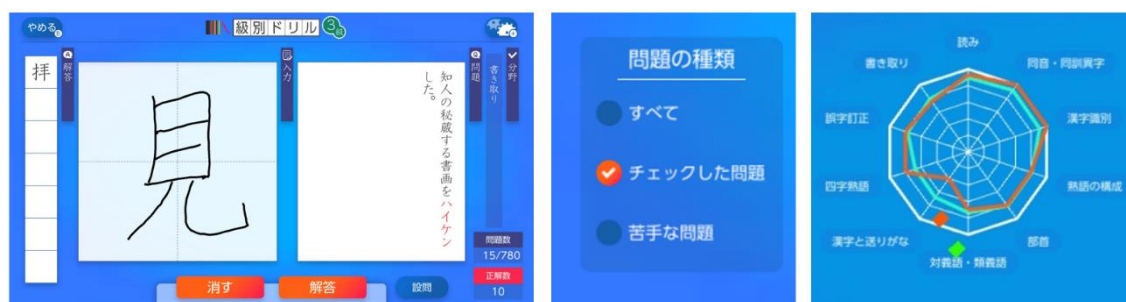 やめる
級別ドリル 3級
拝
解答
見
入力
知人の秘蔵する書画をハイケン
した。
問題
書き取り
分野
問題数
15/780
正解数
10
消す
解答
設問
問題の種類
すべて
チェックした問題
苦手な問題
読み
同音・同訓異字
漢字識別
熟語の構成
部首
対義語・類義語
漢字と送りがな
四字熟語
誤字訂正
書き取り